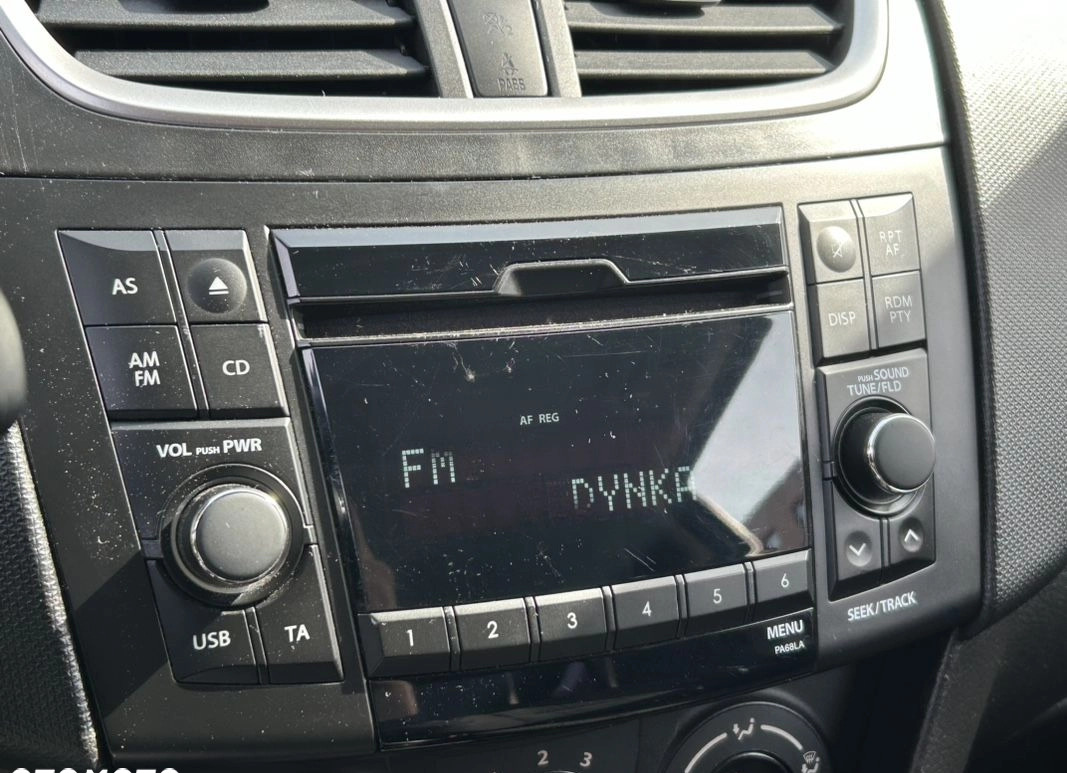 PABS
AS
RPT
AF
DISP
RDM
PTY
AM
FM
CD
PUSH SOUND
TUNE/FLD
AF REG
VOL PUSH PWR
FM
DYNKA
1 2 3 4 5 6
USB
TA
MENU
PA68LA
SEEK/TRACK
2 3